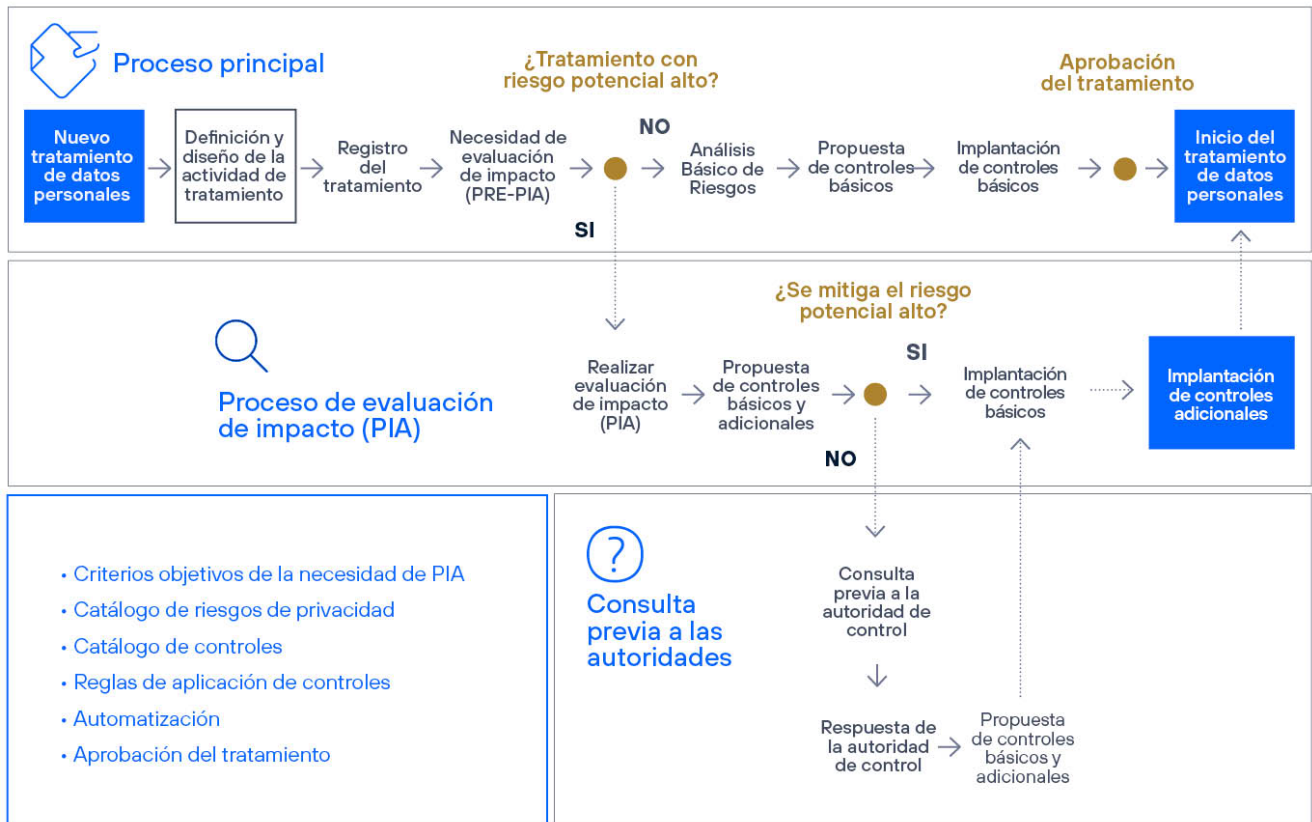 Proceso principal
¿Tratamiento con
riesgo potencial alto?
Aprobación
del tratamiento
Nuevo
tratamiento
de datos
personales
Definición y
diseño de la
actividad de
tratamiento
Registro
del
tratamiento
Necesidad de
evaluación
de impacto
(PRE-PIA)
NO
Análisis
Básico de
Riesgos
Propuesta
de controles
básicos
Implantación
de controles
básicos
Inicio del
tratamiento
de datos
personales
SI
¿Se mitiga el riesgo
potencial alto?
Proceso de evaluación
de impacto (PIA)
Realizar
evaluación
de impacto
(PIA)
Propuesta
de controles
básicos y
adicionales
SI
Implantación
de controles
básicos
Implantación
de controles
adicionales
NO
• Criterios objetivos de la necesidad de PIA
• Catálogo de riesgos de privacidad
• Catálogo de controles
• Reglas de aplicación de controles
• Automatización
• Aprobación del tratamiento
?
Consulta
previa a las
autoridades
Consulta
previa a la
autoridad de
control
Respuesta de
la autoridad
de control
Propuesta
de controles
básicos y
adicionales